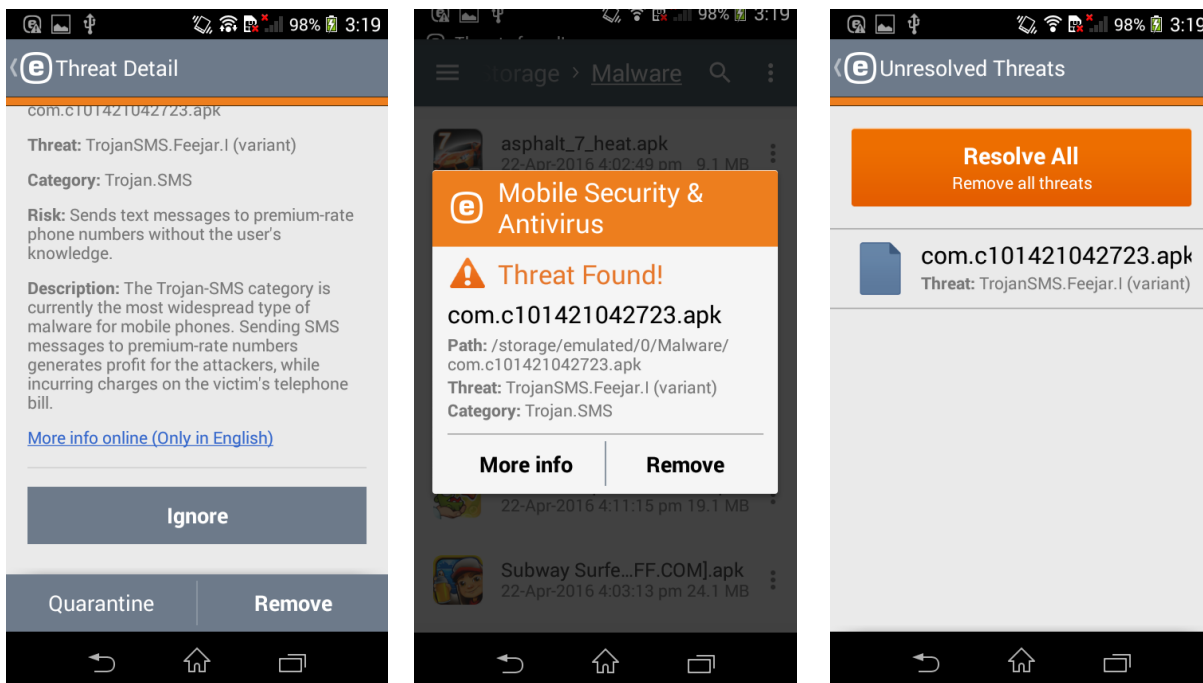 98% 3:19
Threat Detail
com.c101421042723.apk
Threat: TrojanSMS.Feejar.I (variant)
Category: Trojan.SMS
Risk: Sends text messages to premium-rate
phone numbers without the user's
knowledge.
Description: The Trojan-SMS category is
currently the most widespread type of
malware for mobile phones. Sending SMS
messages to premium-rate numbers
generates profit for the attackers, while
incurring charges on the victim's telephone
bill.
More info online (Only in English)
Ignore
Quarantine Remove
98% 3:19
torage > Malware
asphalt_7_heat.apk
22-Apr-2016 4:02:49 pm 9.1 MB
Mobile Security &
Antivirus
Threat Found!
com.c101421042723.apk
Path: /storage/emulated/0/Malware/
com.c101421042723.apk
Threat: TrojanSMS.Feejar.I (variant)
Category: Trojan.SMS
More info Remove
22-Apr-2016 4:11:15 pm 19.1 MB
Subway Surfe...FF.COM].apk
22-Apr-2016 4:03:13 pm 24.1 MB
98% 3:19
Unresolved Threats
Resolve All
Remove all threats
com.c101421042723.apk
Threat: TrojanSMS.Feejar.I (variant)